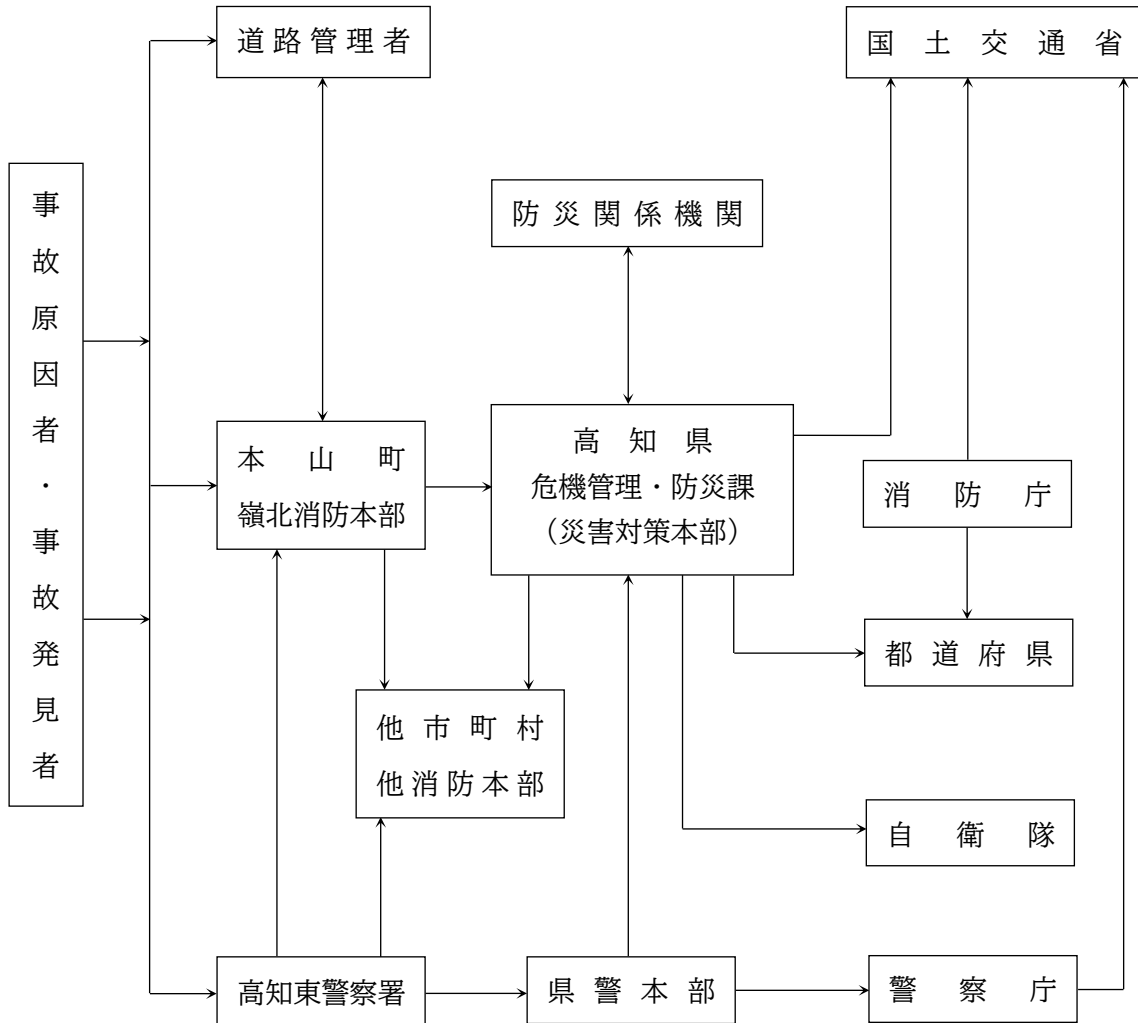 道路管理者
国土交通省
事故原因者・事故発見者
防災関係機関
本山町
嶺北消防本部
高知県
危機管理・防災課
（災害対策本部）
消防庁
都道府県
他市町村
他消防本部
自衛隊
高知東警察署
県警本部
警察庁